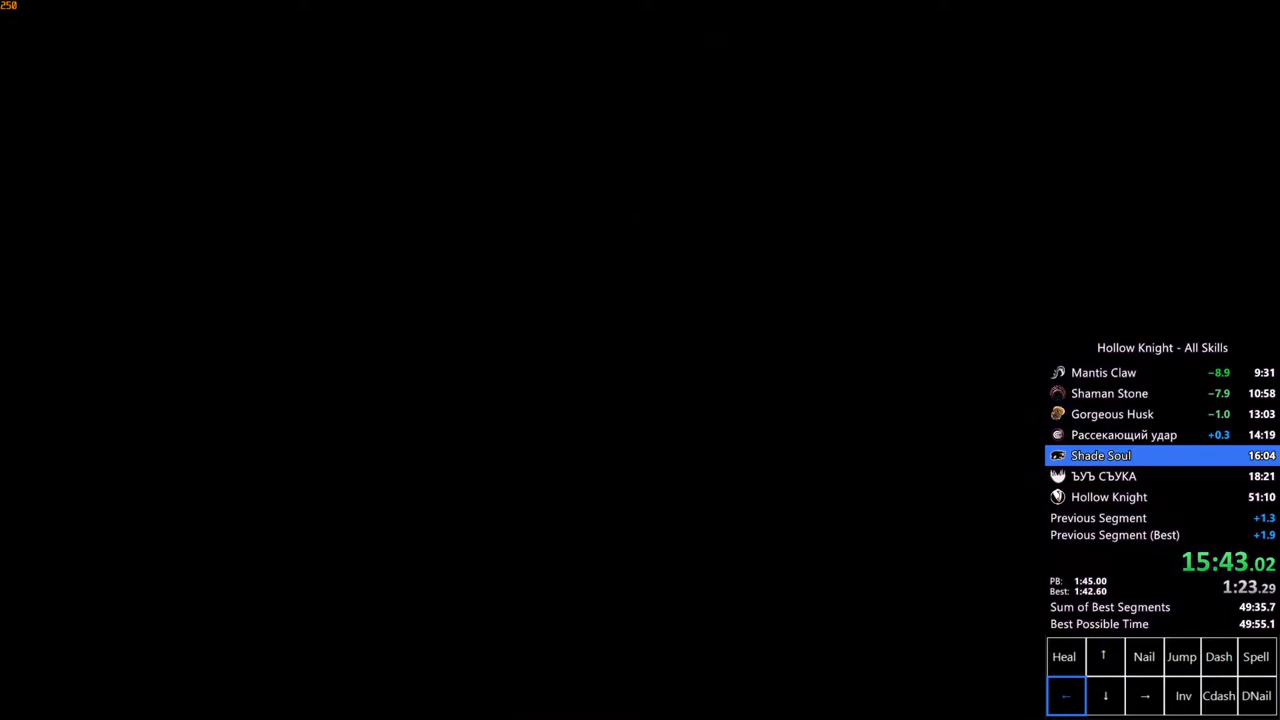 250
Hollow Knight - All Skills
Mantis Claw −8.9 9:31
Shaman Stone −7.9 10:58
Gorgeous Husk −1.0 13:03
Рассекающий удар +0.3 14:19
Shade Soul 16:04
ЪУЪ СЪУКА 18:21
Hollow Knight 51:10
Previous Segment +1.3
Previous Segment (Best) +1.9
15:43.02
PB: 1:45.00
Best: 1:42.60
1:23.29
Sum of Best Segments 49:35.7
Best Possible Time 49:55.1
Heal ↑ Nail Jump Dash Spell
← ↓ → Inv Cdash DNail